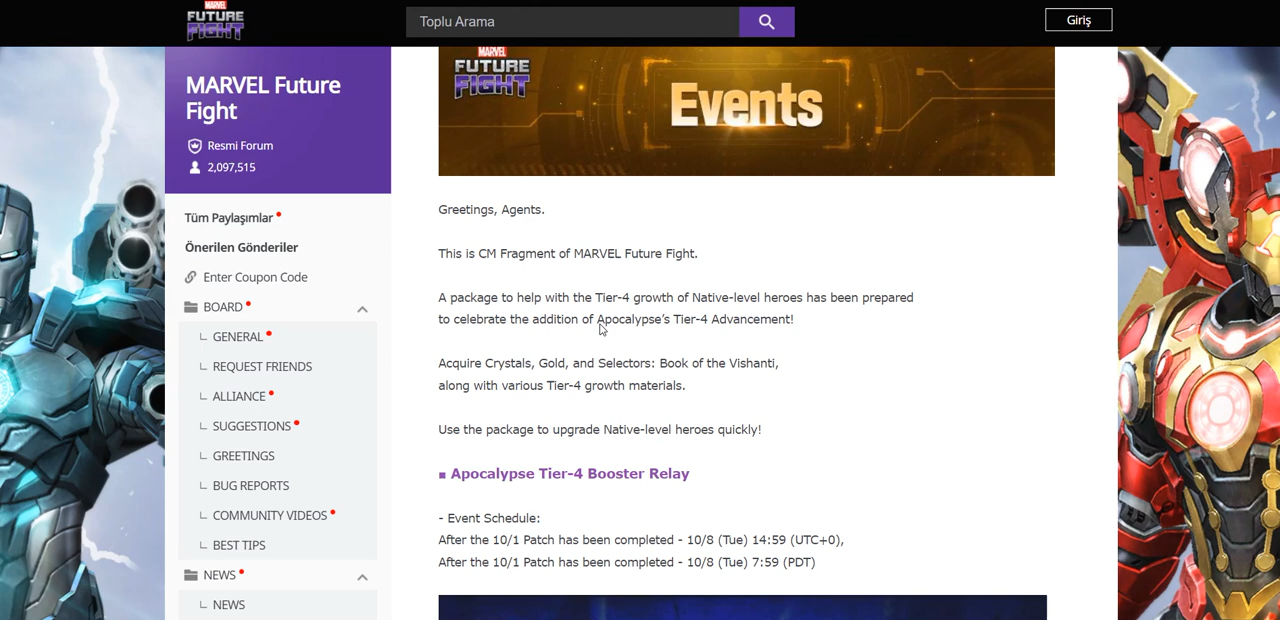 MARVEL
FUTURE
FIGHT
Toplu Arama
Giriş
MARVEL Future
Fight
Resmi Forum
2,097,515
Tüm Paylaşımlar
Önerilen Gönderiler
Enter Coupon Code
BOARD
GENERAL
REQUEST FRIENDS
ALLIANCE
SUGGESTIONS
GREETINGS
BUG REPORTS
COMMUNITY VIDEOS
BEST TIPS
NEWS
NEWS
MARVEL
FUTURE
FIGHT
Events
Greetings, Agents.
This is CM Fragment of MARVEL Future Fight.
A package to help with the Tier-4 growth of Native-level heroes has been prepared
to celebrate the addition of Apocalypse’s Tier-4 Advancement!
Acquire Crystals, Gold, and Selectors: Book of the Vishanti,
along with various Tier-4 growth materials.
Use the package to upgrade Native-level heroes quickly!
■ Apocalypse Tier-4 Booster Relay
- Event Schedule:
After the 10/1 Patch has been completed - 10/8 (Tue) 14:59 (UTC+0),
After the 10/1 Patch has been completed - 10/8 (Tue) 7:59 (PDT)